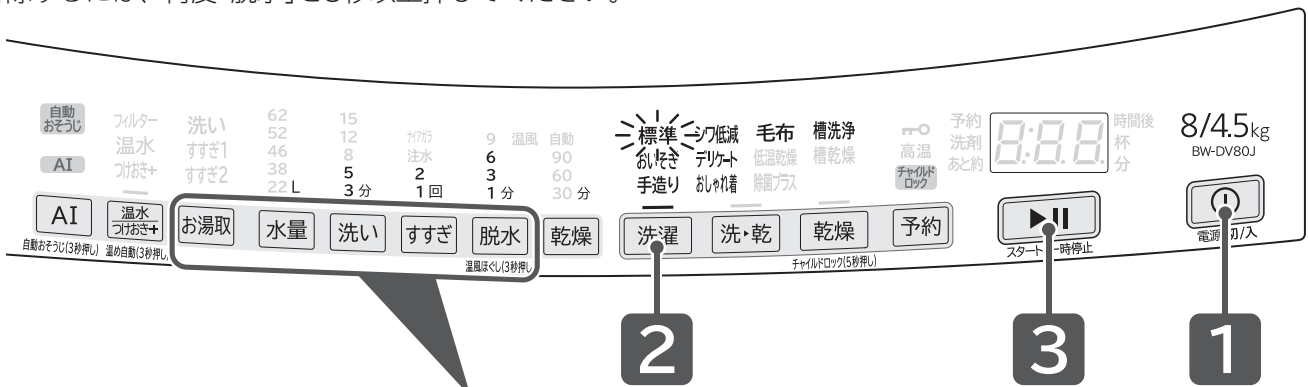 自動
おそうじ
AI
フィルター
温水
つけおき+
洗い
すすぎ1
すすぎ2
62
52
46
38
22 L
15
12
8
5
3 分
ナイアガラ
注水
2
1 回
9
6
3
1 分
温風
自動
90
60
30 分
標準
おいそぎ
手造り
シワ低減
デリケート
おしゃれ着
毛布
低温乾燥
除菌プラス
槽洗浄
槽乾燥
高温
チャイルド
ロック
予約
洗剤
あと約
8:88
時間後
杯
分
8/4.5kg
BW-DV80J
AI
温水
つけおき+
お湯取
水量
洗い
すすぎ
脱水
乾燥
洗濯
洗・乾
乾燥
予約
自動おそうじ(3秒押し)
温め自動(3秒押し)
温風ほぐし(3秒押し)
チャイルドロック(5秒押し)
スタート 一時停止
電源 切/入
2
3
1